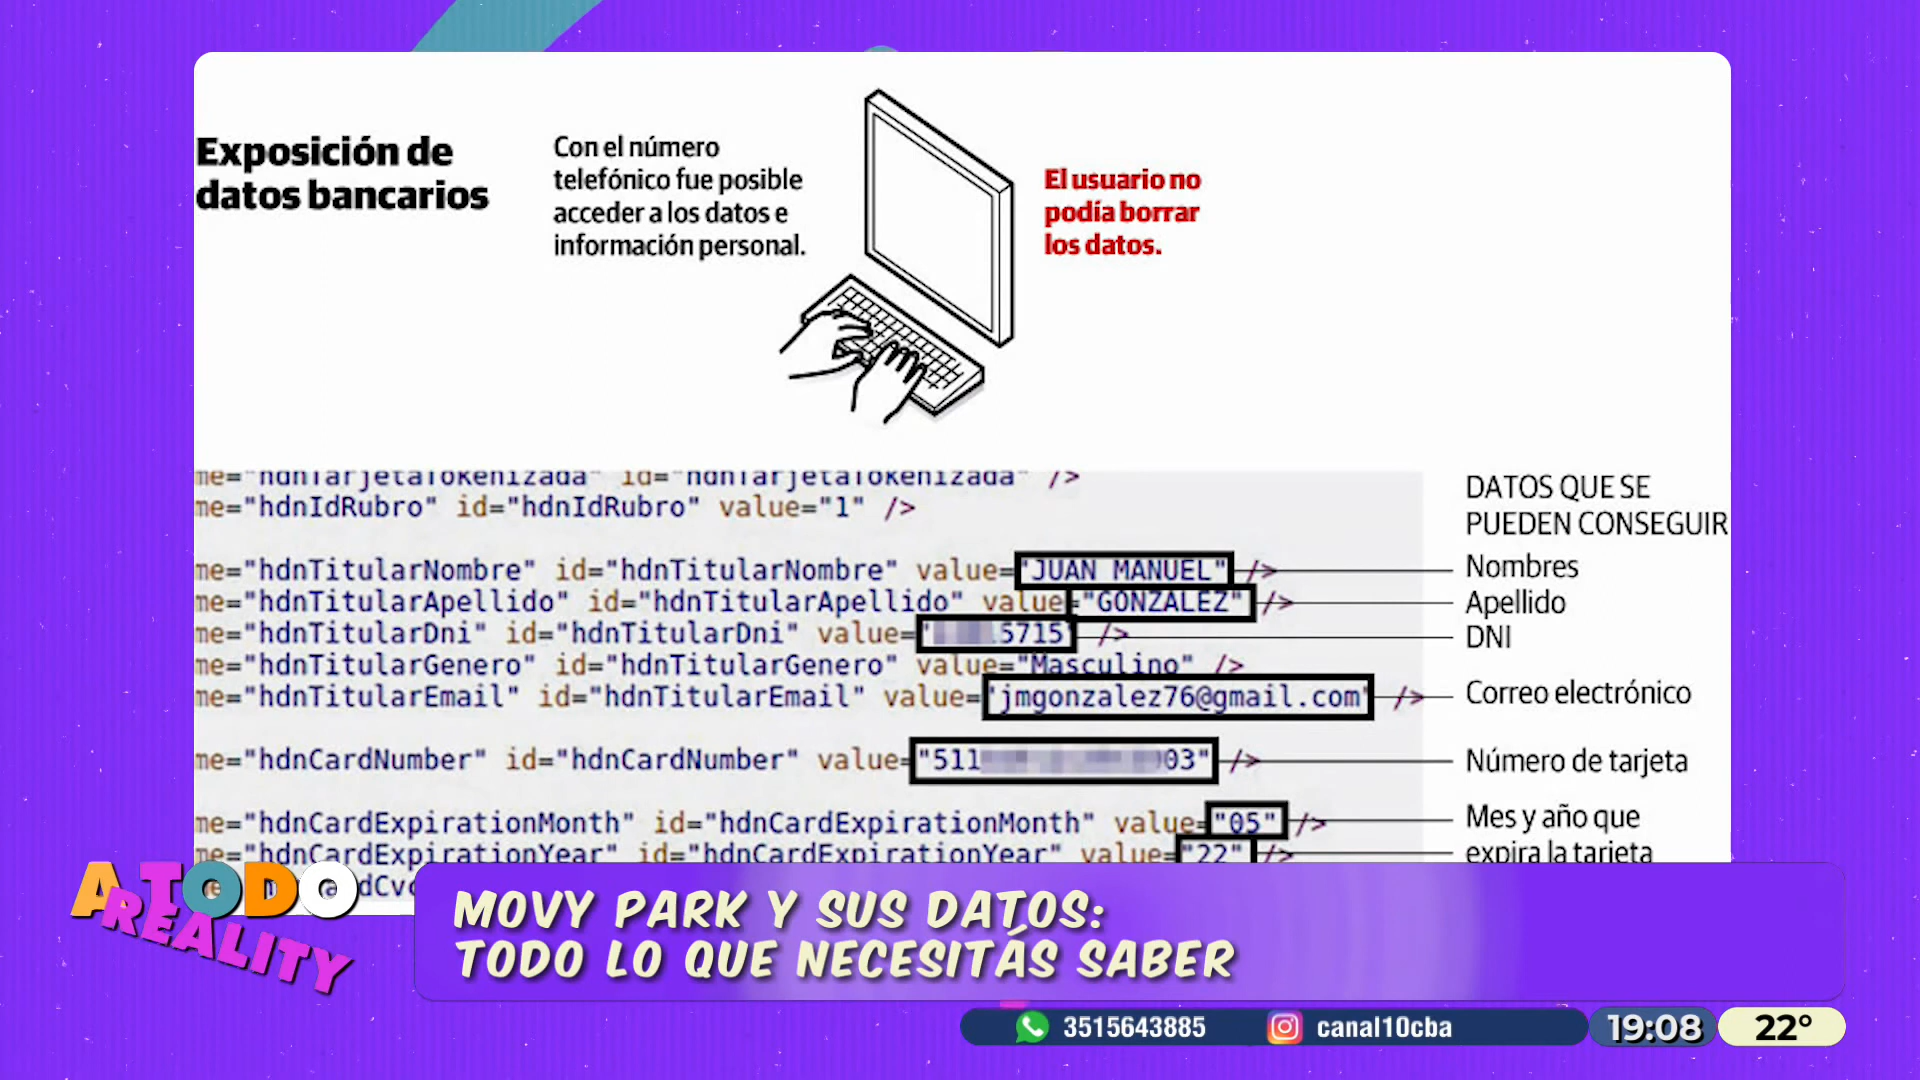 Exposición de
datos bancarios
Con el número
telefónico fue posible
acceder a los datos e
información personal.
El usuario no
podía borrar
los datos.
me="hdnTarjetaTokenizada" id="hdnTarjetaTokenizada" />
me="hdnIdRubro" id="hdnIdRubro" value="1" />
me="hdnTitularNombre" id="hdnTitularNombre" value="JUAN MANUEL" />
me="hdnTitularApellido" id="hdnTitularApellido" value="GONZALEZ" />
me="hdnTitularDni" id="hdnTitularDni" value="5715" />
me="hdnTitularGenero" id="hdnTitularGenero" value="Masculino" />
me="hdnTitularEmail" id="hdnTitularEmail" value="jmgonzalez76@gmail.com" />
me="hdnCardNumber" id="hdnCardNumber" value="511 03" />
me="hdnCardExpirationMonth" id="hdnCardExpirationMonth" value="05" />
me="hdnCardExpirationYear" id="hdnCardExpirationYear" value="22" />
DATOS QUE SE
PUEDEN CONSEGUIR
Nombres
Apellido
DNI
Correo electrónico
Número de tarjeta
Mes y año que
expira la tarjeta
A TODO
REALITY
MOVY PARK Y SUS DATOS:
TODO LO QUE NECESITÁS SABER
3515643885 canal10cba 19:08 22°